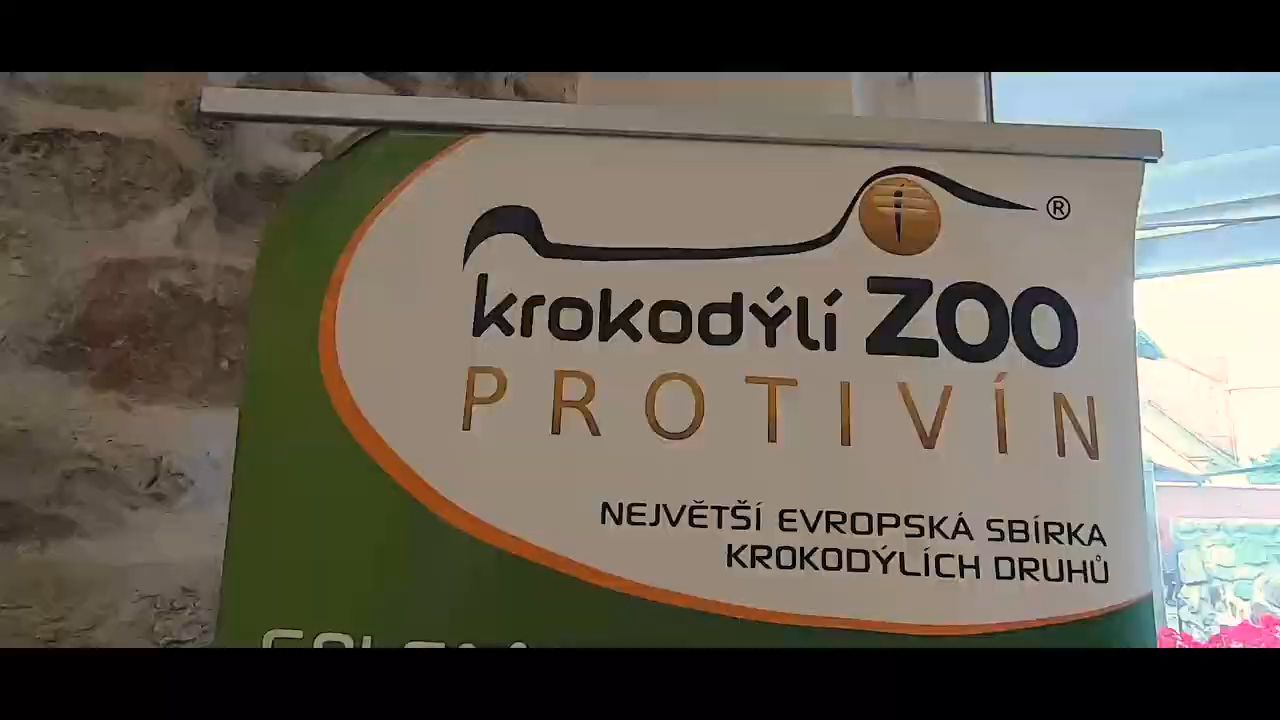 krokodýlí ZOO ®
PROTIVÍN
NEJVĚTŠÍ EVROPSKÁ SBÍRKA
KROKODÝLÍCH DRUHŮ